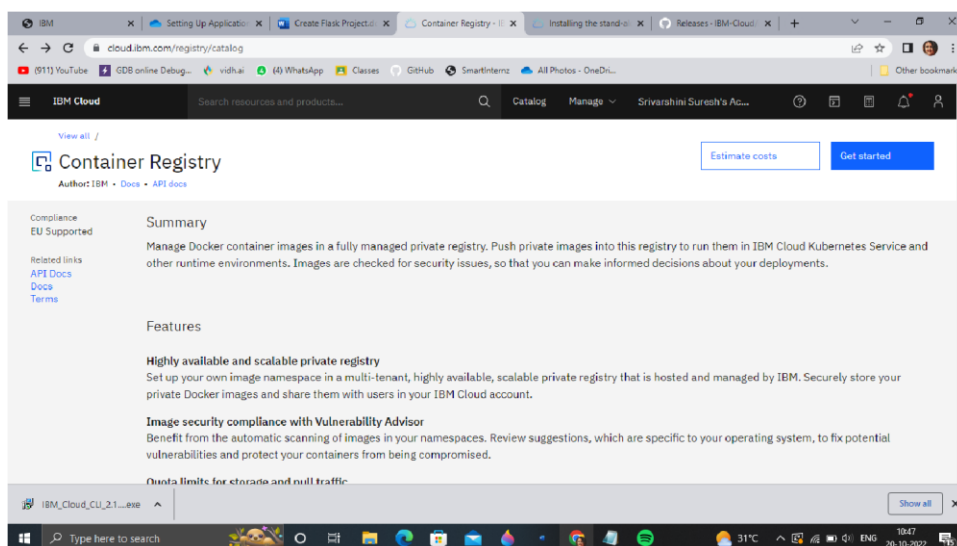 IBM
Setting Up Applicatio
Create Flask Project.d
Container Registry - IB
Installing the stand-al
Releases · IBM-Cloud/
cloud.ibm.com/registry/catalog
(911) YouTube
GDB online Debug...
vidh.ai
(4) WhatsApp
Classes
GitHub
SmartInternz
All Photos - OneDri...
Other bookmark
IBM Cloud
Search resources and products...
Catalog
Manage
Srivarshini Suresh's Ac...
View all /
Container Registry
Estimate costs
Get started
Author: IBM • Docs • API docs
Compliance
EU Supported
Related links
API Docs
Docs
Terms
Summary
Manage Docker container images in a fully managed private registry. Push private images into this registry to run them in IBM Cloud Kubernetes Service and
other runtime environments. Images are checked for security issues, so that you can make informed decisions about your deployments.
Features
Highly available and scalable private registry
Set up your own image namespace in a multi-tenant, highly available, scalable private registry that is hosted and managed by IBM. Securely store your
private Docker images and share them with users in your IBM Cloud account.
Image security compliance with Vulnerability Advisor
Benefit from the automatic scanning of images in your namespaces. Review suggestions, which are specific to your operating system, to fix potential
vulnerabilities and protect your containers from being compromised.
Quota limits for storage and pull traffic
IBM_Cloud_CLI_2.1....exe
Show all
Type here to search
31°C
ENG
10:47
20-10-2022